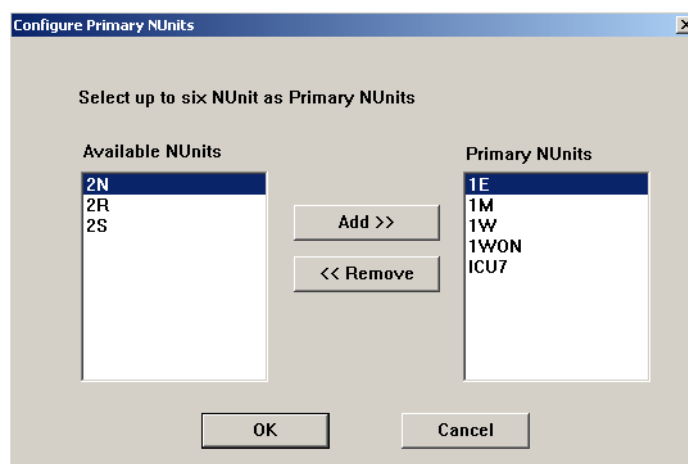 Configure Primary NUnits
Select up to six NUnit as Primary NUnits
Available NUnits
2N
2R
2S
Add >>
<< Remove
Primary NUnits
1E
1M
1W
1WON
ICU7
OK
Cancel